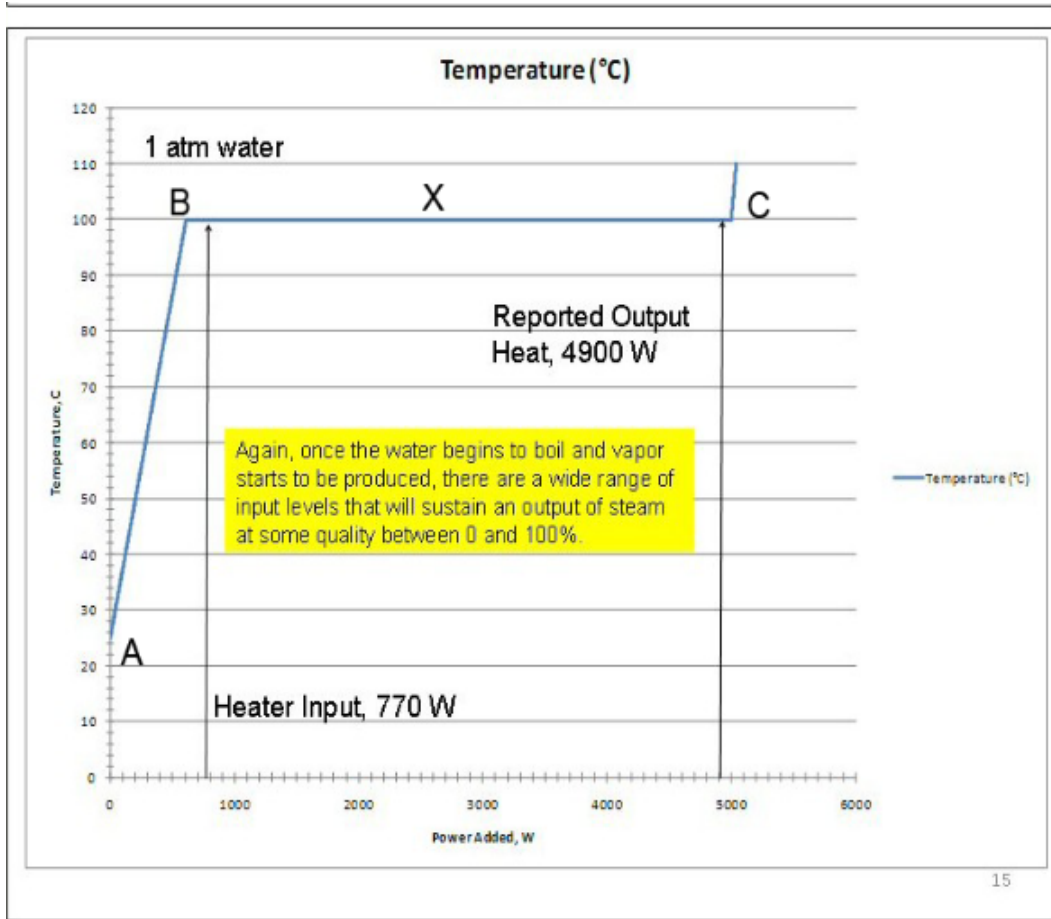 Temperature (°C)
120
110
100
90
80
70
60
50
40
30
20
10
0
1 atm water
B
X
C
Reported Output
Heat, 4900 W
Again, once the water begins to boil and vapor
starts to be produced, there are a wide range of
input levels that will sustain an output of steam
at some quality between 0 and 100%.
A
Heater Input, 770 W
Temperature, C
Temperature (°C)
0
1000
2000
3000
4000
5000
6000
Power Added, W
15